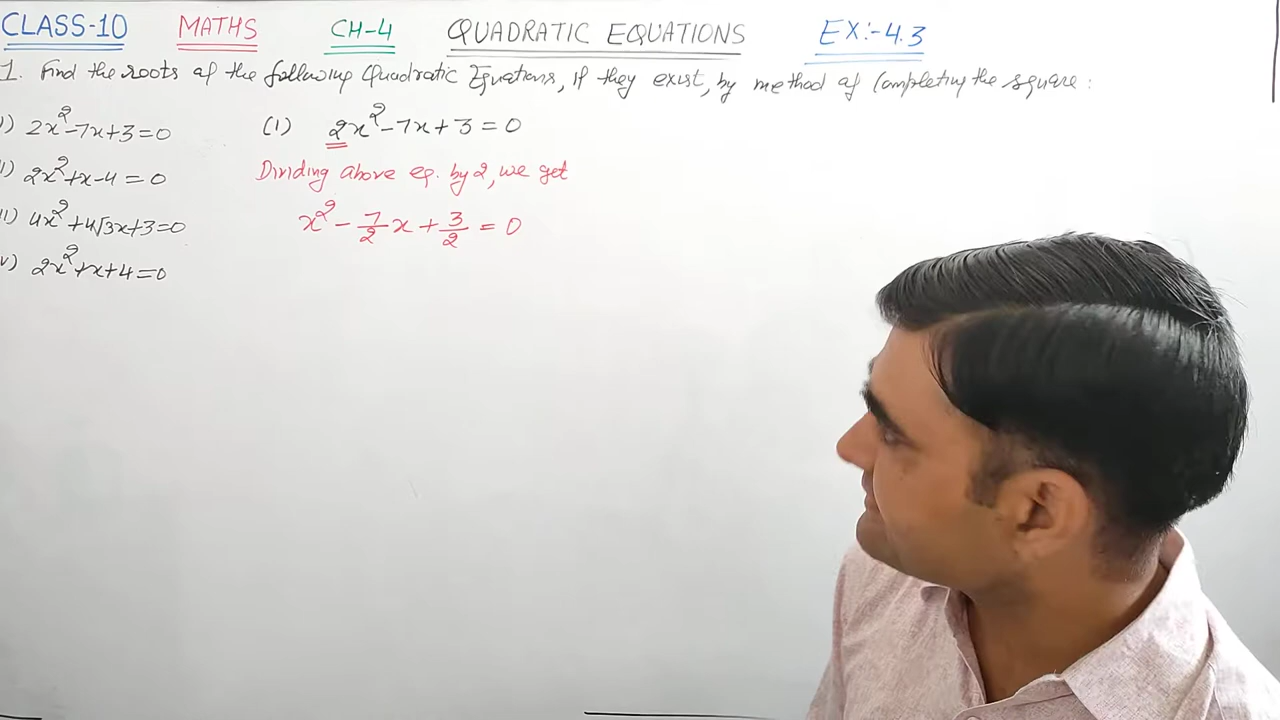 CLASS-10 MATHS CH-4 QUADRATIC EQUATIONS EX:-4.3
1. Find the roots of the following Quadratic Equations, if they exist, by method of Completing the square:
i) 2x²-7x+3=0
ii) 2x²+x-4=0
iii) 4x²+4√3x+3=0
iv) 2x²+x+4=0
(i) 2x²-7x+3=0
Dividing above eq. by 2, we get
x² - 7/2 x + 3/2 = 0